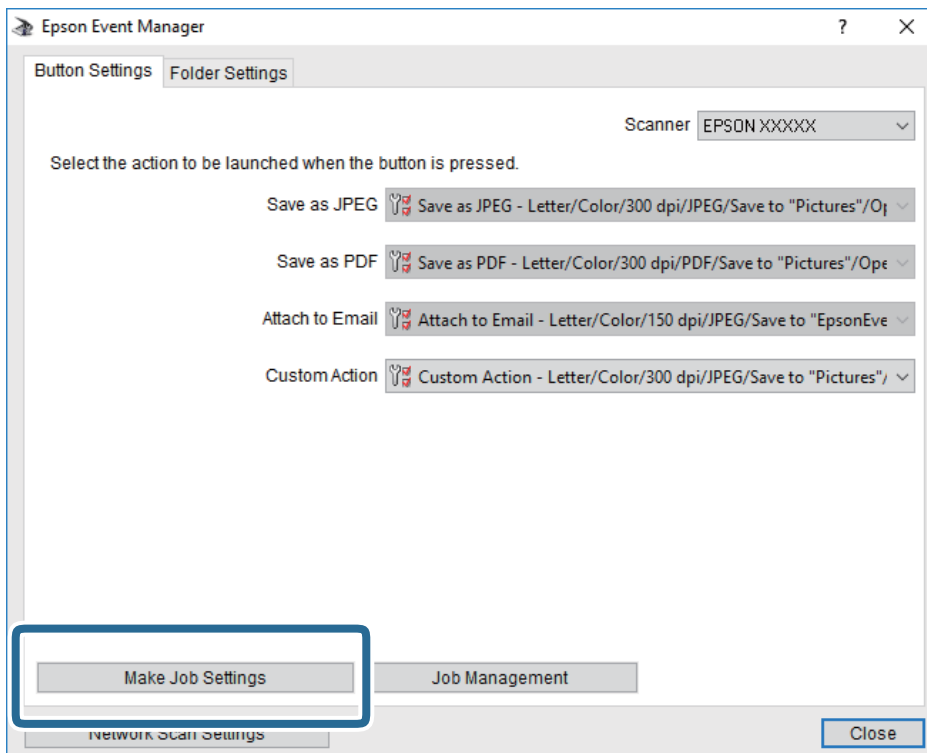 Epson Event Manager
Button Settings Folder Settings
Scanner EPSON XXXXX
Select the action to be launched when the button is pressed.
Save as JPEG Save as JPEG - Letter/Color/300 dpi/JPEG/Save to "Pictures"/Op
Save as PDF Save as PDF - Letter/Color/300 dpi/PDF/Save to "Pictures"/Ope
Attach to Email Attach to Email - Letter/Color/150 dpi/JPEG/Save to "EpsonEve
Custom Action Custom Action - Letter/Color/300 dpi/JPEG/Save to "Pictures"/
Make Job Settings Job Management
Network Scan Settings Close